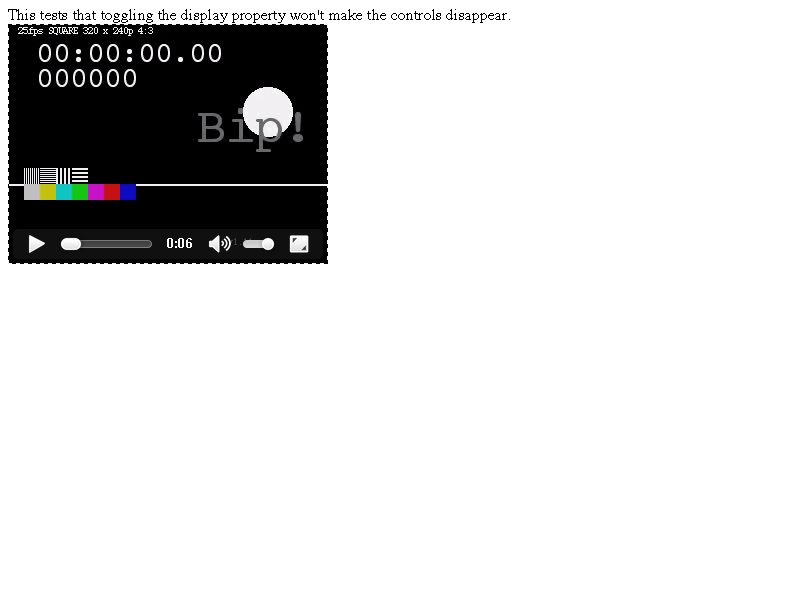 This tests that toggling the display property won't make the controls disappear.
25fps SQUARE 320 x 240p 4:3
00:00:00.00
000000
Bip!
0:06